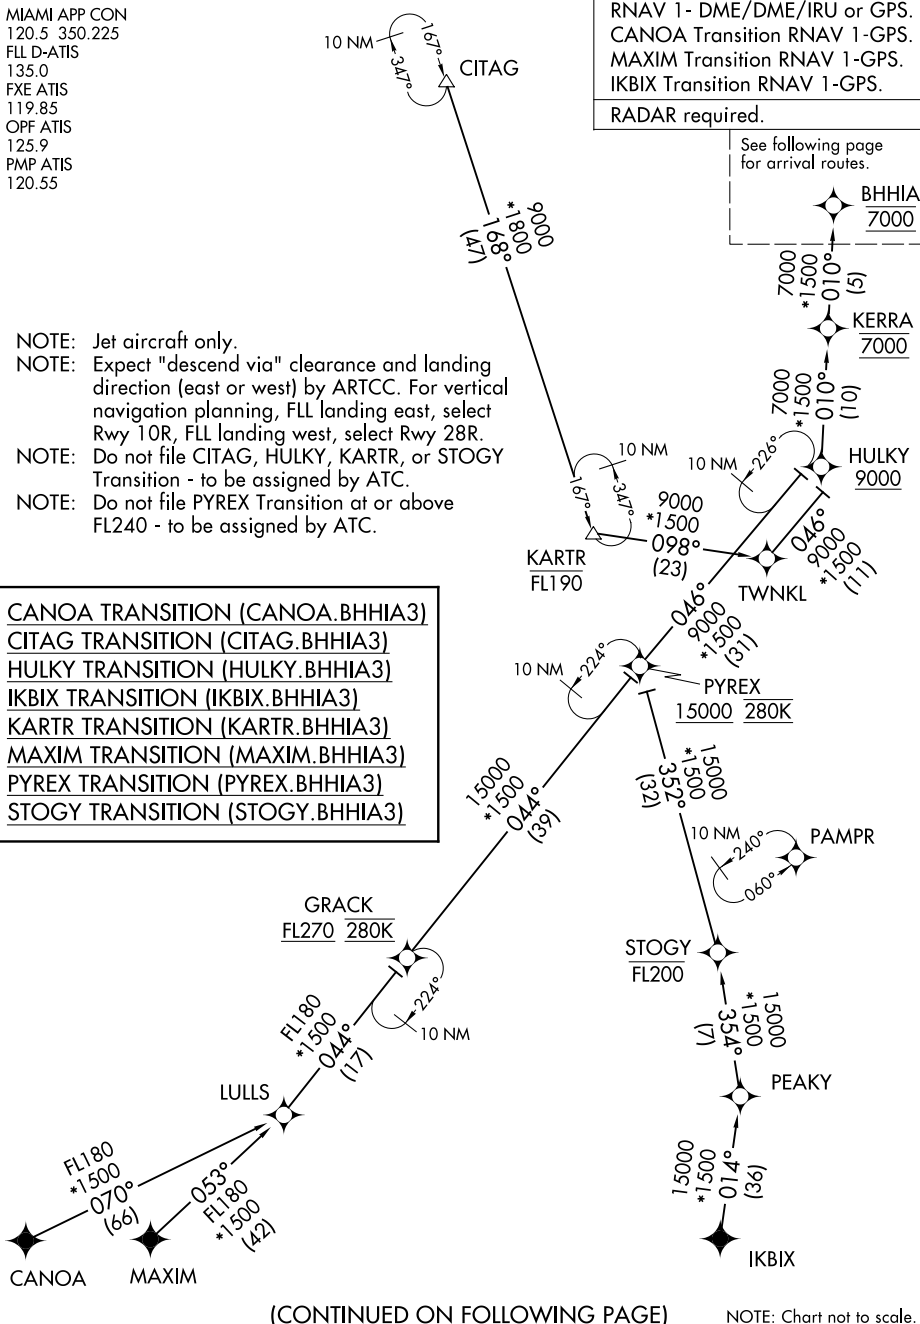 MIAMI APP CON
120.5 350.225
FLL D-ATIS
135.0
FXE ATIS
119.85
OPF ATIS
125.9
PMP ATIS
120.55
RNAV 1- DME/DME/IRU or GPS.
CANOA Transition RNAV 1-GPS.
MAXIM Transition RNAV 1-GPS.
IKBIX Transition RNAV 1-GPS.
RADAR required.
See following page
for arrival routes.
10 NM
167°
347°
CITAG
9000
*1800
168°
(47)
BHHIA
7000
7000
*1500
010°
(5)
KERRA
7000
7000
*1500
010°
(10)
NOTE: Jet aircraft only.
NOTE: Expect "descend via" clearance and landing
direction (east or west) by ARTCC. For vertical
navigation planning, FLL landing east, select
Rwy 10R, FLL landing west, select Rwy 28R.
NOTE: Do not file CITAG, HULKY, KARTR, or STOGY
Transition - to be assigned by ATC.
NOTE: Do not file PYREX Transition at or above
FL240 - to be assigned by ATC.
10 NM
226°
HULKY
9000
10 NM
167°
347°
KARTR
FL190
9000
*1500
098°
(23)
TWNKL
046°
9000
*1500
(11)
046°
9000
*1500
(31)
CANOA TRANSITION (CANOA.BHHIA3)
CITAG TRANSITION (CITAG.BHHIA3)
HULKY TRANSITION (HULKY.BHHIA3)
IKBIX TRANSITION (IKBIX.BHHIA3)
KARTR TRANSITION (KARTR.BHHIA3)
MAXIM TRANSITION (MAXIM.BHHIA3)
PYREX TRANSITION (PYREX.BHHIA3)
STOGY TRANSITION (STOGY.BHHIA3)
10 NM
224°
PYREX
15000 280K
15000
*1500
044°
(39)
15000
*1500
352°
(32)
10 NM
240°
060°
PAMPR
GRACK
FL270 280K
224°
10 NM
STOGY
FL200
FL180
*1500
044°
(17)
15000
*1500
354°
(7)
LULLS
PEAKY
FL180
*1500
070°
(66)
053°
FL180
*1500
(42)
15000
*1500
014°
(36)
CANOA
MAXIM
IKBIX
(CONTINUED ON FOLLOWING PAGE)
NOTE: Chart not to scale.